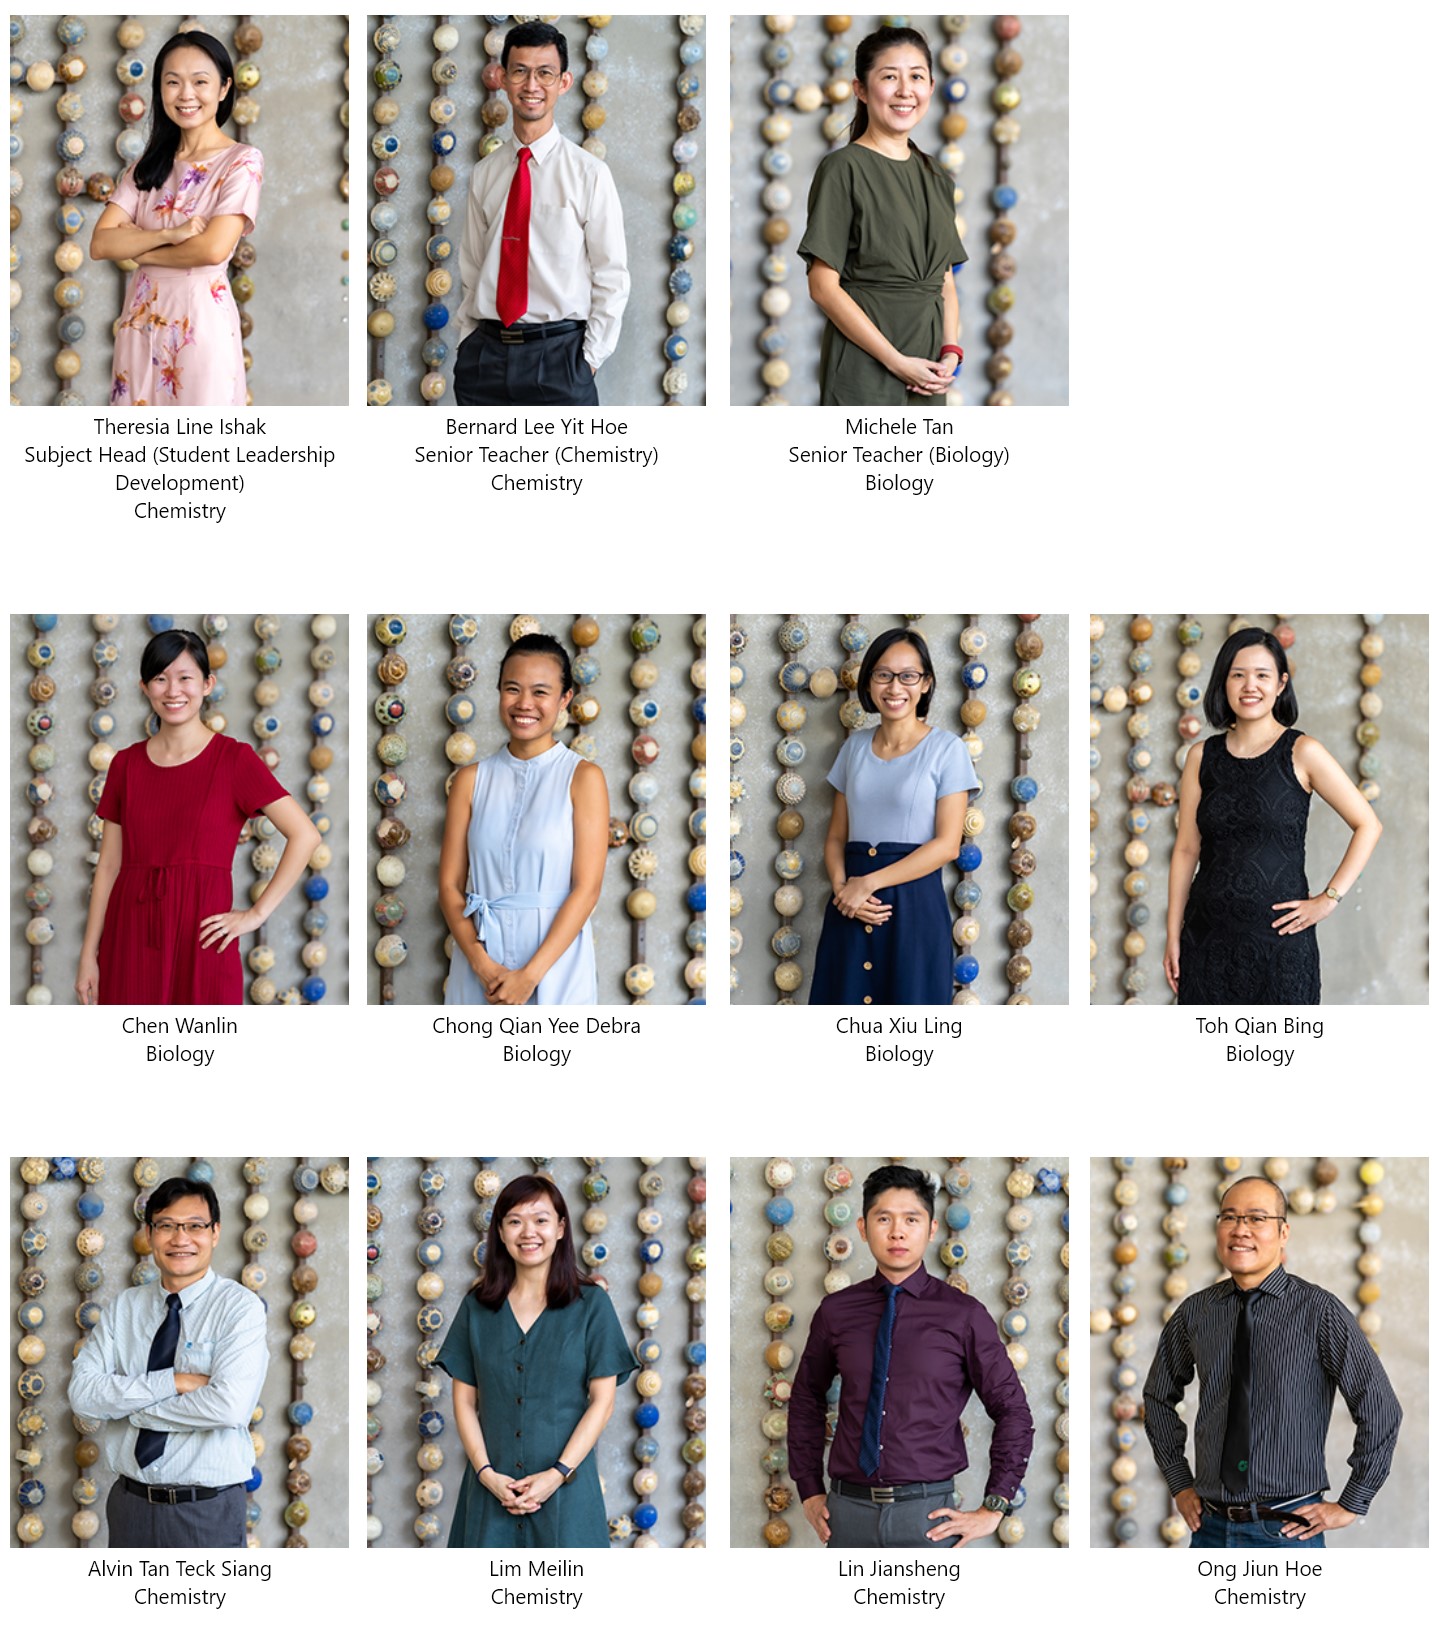 Theresia Line Ishak
Subject Head (Student Leadership
Development)
Chemistry
Bernard Lee Yit Hoe
Senior Teacher (Chemistry)
Chemistry
Michele Tan
Senior Teacher (Biology)
Biology
Chen Wanlin
Biology
Chong Qian Yee Debra
Biology
Chua Xiu Ling
Biology
Toh Qian Bing
Biology
Alvin Tan Teck Siang
Chemistry
Lim Meilin
Chemistry
Lin Jiansheng
Chemistry
Ong Jiun Hoe
Chemistry